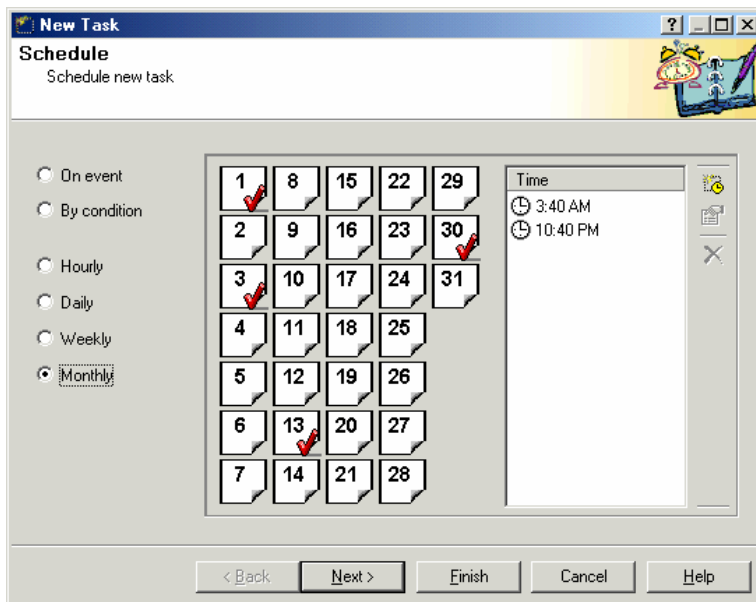 New Task
Schedule
Schedule new task
On event
By condition
Hourly
Daily
Weekly
Monthly
1 8 15 22 29
2 9 16 23 30
3 10 17 24 31
4 11 18 25
5 12 19 26
6 13 20 27
7 14 21 28
Time
3:40 AM
10:40 PM
< Back
Next >
Finish
Cancel
Help